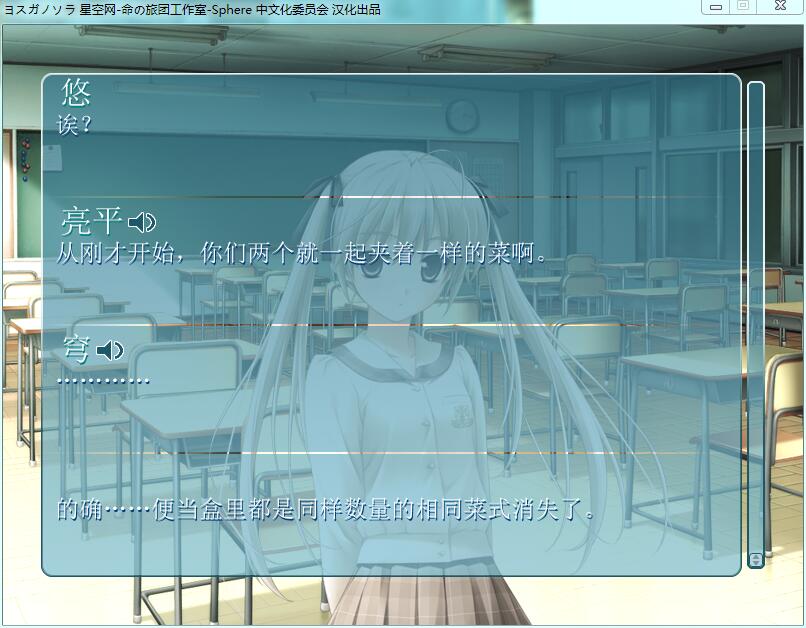 ヨスガノソラ 星空网-命の旅团工作室-Sphere 中文化委员会 汉化出品
悠
诶？
亮平
从刚才开始，你们两个就一起夹着一样的菜啊。
穹
…………
的确……便当盒里都是同样数量的相同菜式消失了。